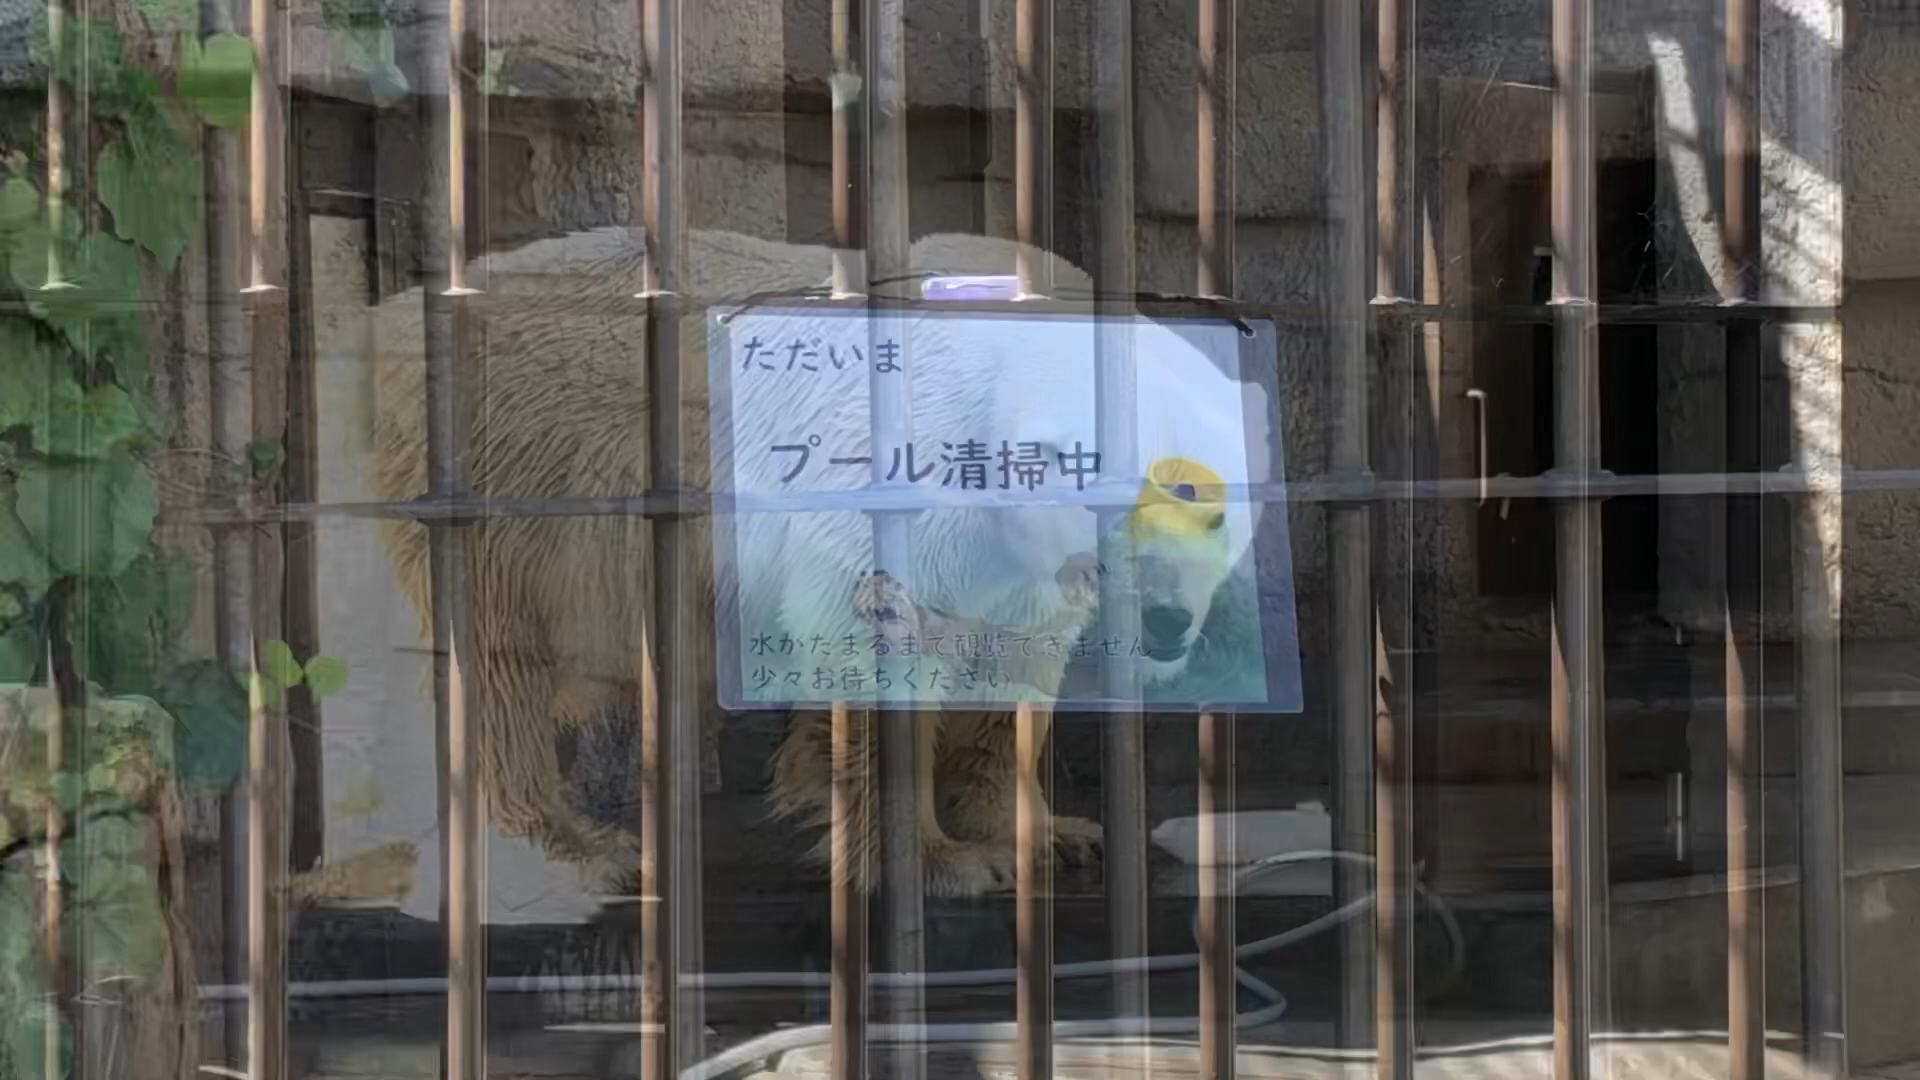 ただいま
プール清掃中
水がたまるまで観覧できません
少々お待ちください